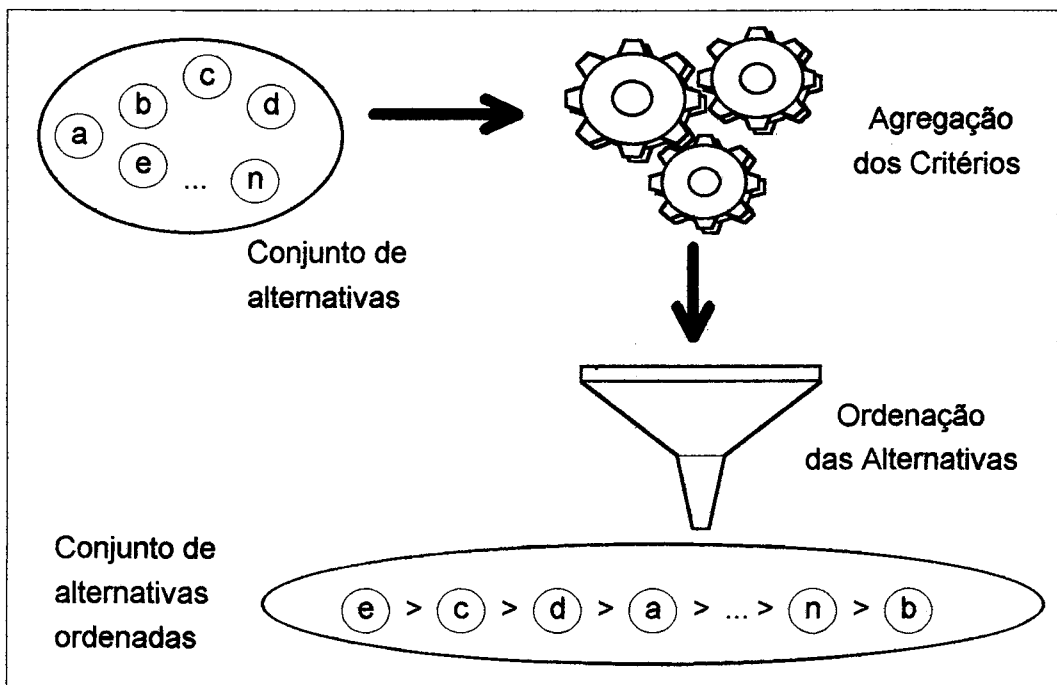 c
b
d
a
e
... n
Agregação
dos Critérios
Conjunto de
alternativas
Ordenação
das Alternativas
Conjunto de
alternativas
ordenadas
e > c > d > a > ... > n > b